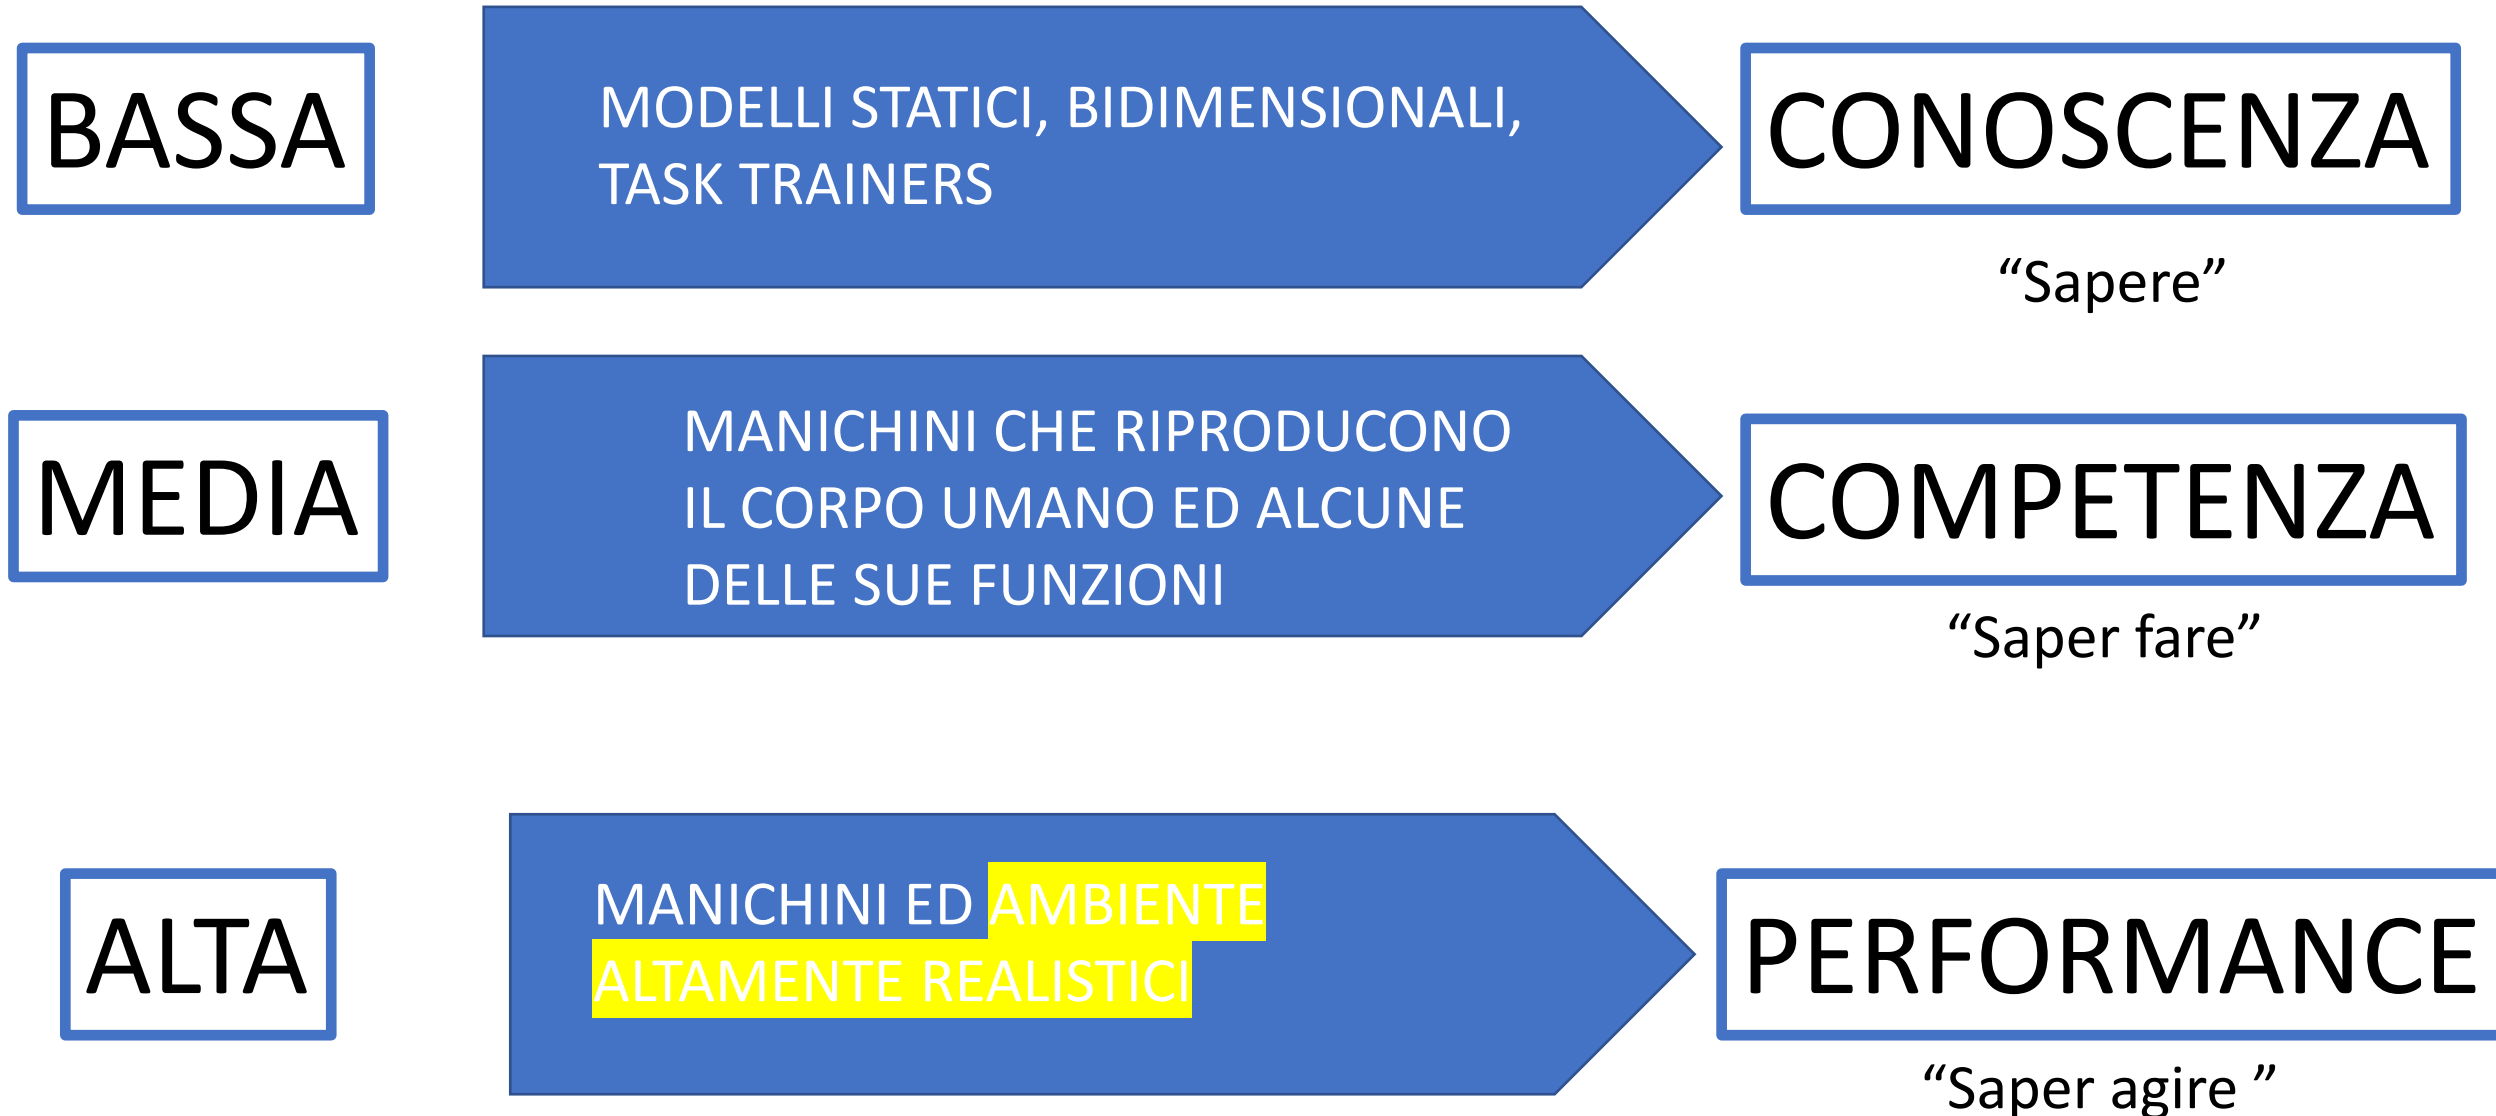 BASSA
MODELLI STATICI, BIDIMENSIONALI,
TASK TRAINERS
CONOSCENZA
“Sapere”
MEDIA
MANICHINI CHE RIPRODUCONO
IL CORPO UMANO ED ALCUNE
DELLE SUE FUNZIONI
COMPETENZA
“Saper fare”
ALTA
MANICHINI ED AMBIENTE
ALTAMENTE REALISTICI
PERFORMANCE
“Saper agire ”